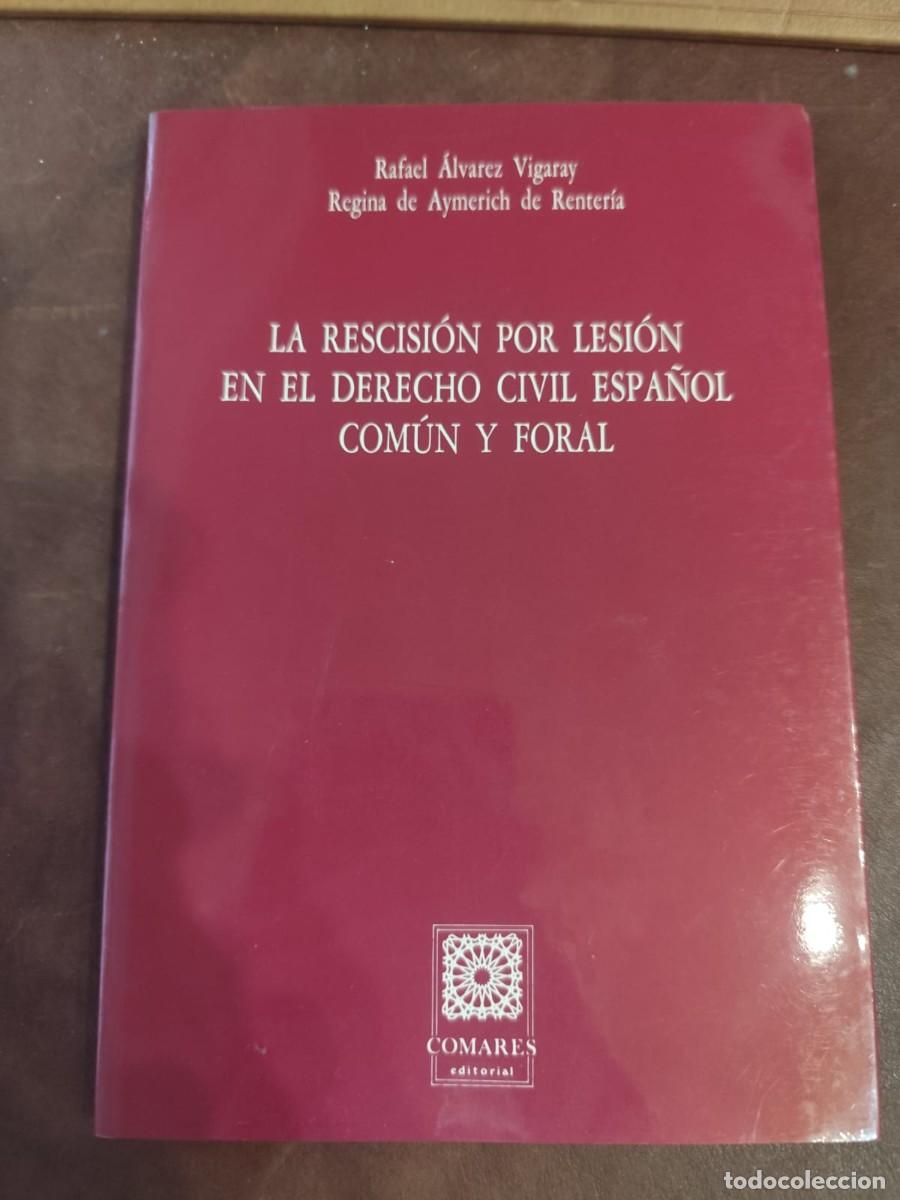 Rafael Álvarez Vigaray
Regina de Aymerich de Rentería
LA RESCISIÓN POR LESIÓN
EN EL DERECHO CIVIL ESPAÑOL
COMÚN Y FORAL
COMARES
editorial
todocoleccion